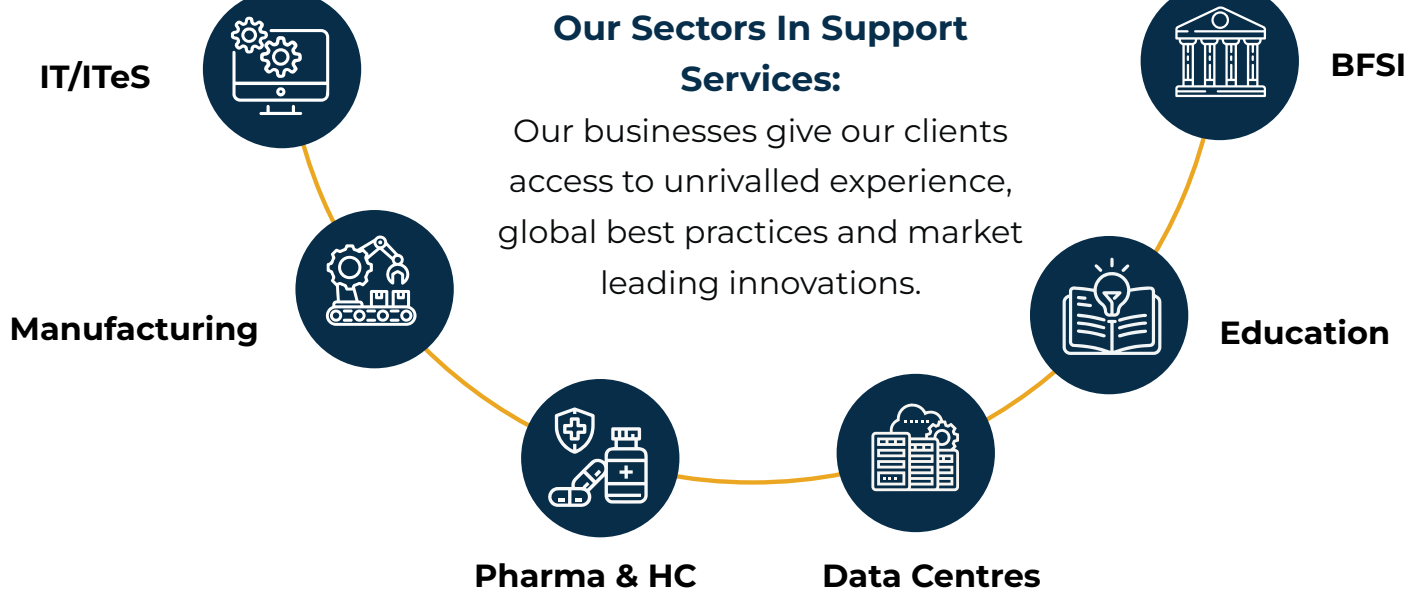 Our Sectors In Support
Services:
Our businesses give our clients
access to unrivalled experience,
global best practices and market
leading innovations.
IT/ITeS
Manufacturing
Pharma & HC
Data Centres
Education
BFSI